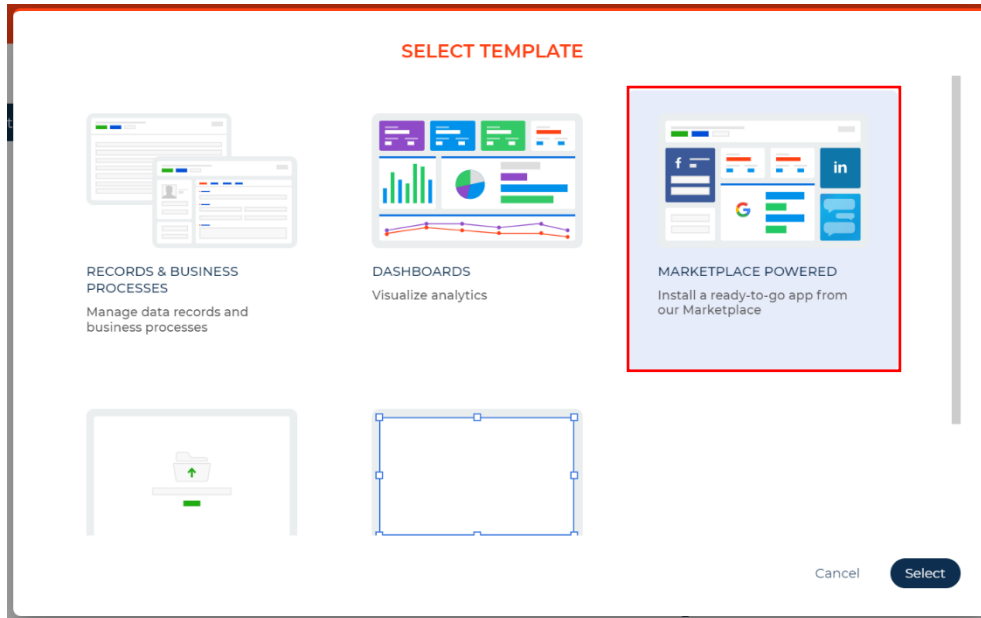 SELECT TEMPLATE
RECORDS & BUSINESS
PROCESSES
Manage data records and
business processes
DASHBOARDS
Visualize analytics
f
in
G
MARKETPLACE POWERED
Install a ready-to-go app from
our Marketplace
Cancel
Select